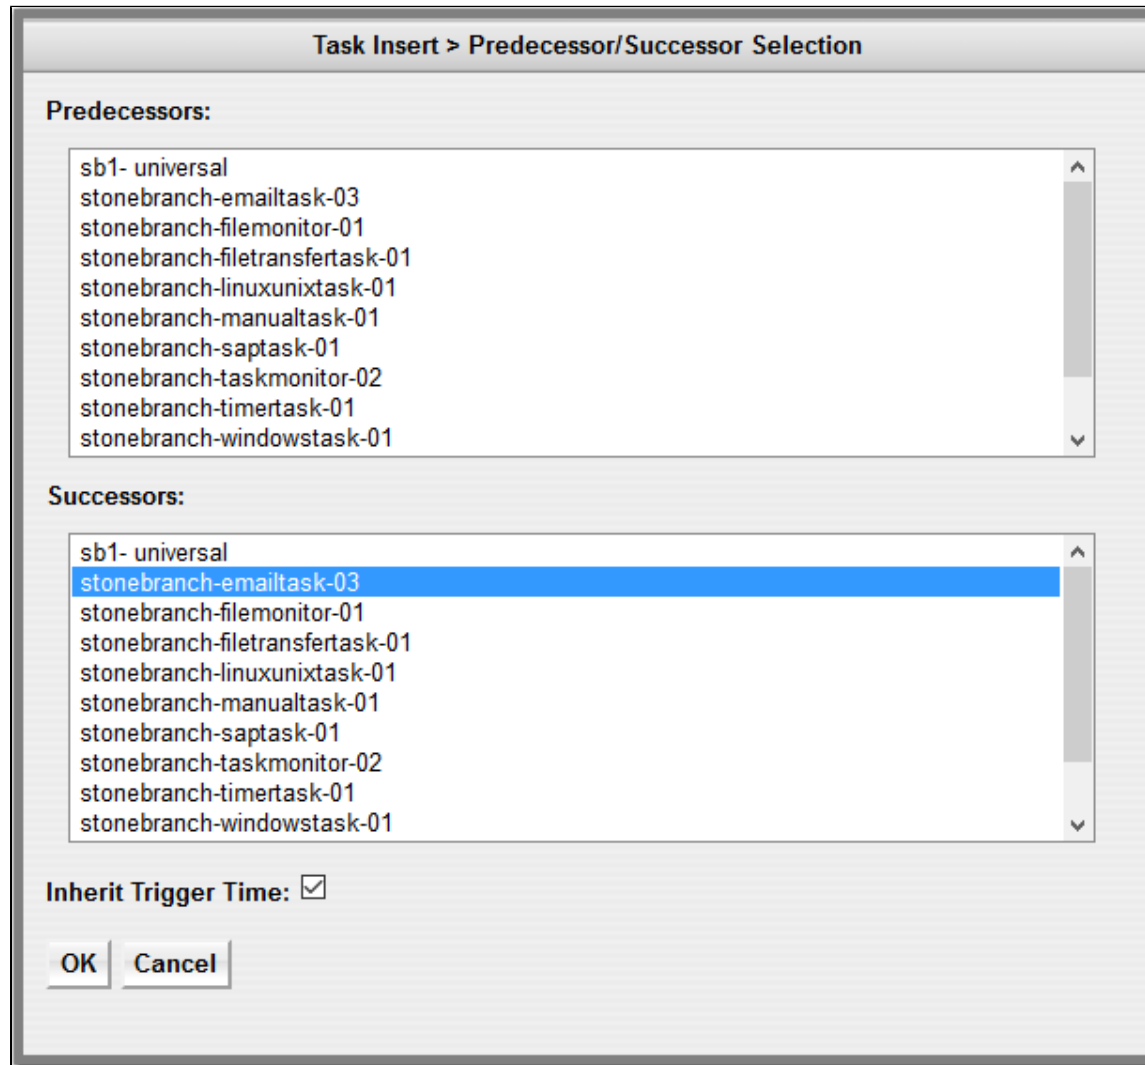 Task Insert > Predecessor/Successor Selection
Predecessors:
sb1- universal
stonebranch-emailtask-03
stonebranch-filemonitor-01
stonebranch-filetransfertask-01
stonebranch-linuxunixtask-01
stonebranch-manualtask-01
stonebranch-saptask-01
stonebranch-taskmonitor-02
stonebranch-timertask-01
stonebranch-windowstask-01
Successors:
sb1- universal
stonebranch-emailtask-03
stonebranch-filemonitor-01
stonebranch-filetransfertask-01
stonebranch-linuxunixtask-01
stonebranch-manualtask-01
stonebranch-saptask-01
stonebranch-taskmonitor-02
stonebranch-timertask-01
stonebranch-windowstask-01
Inherit Trigger Time:
OK Cancel